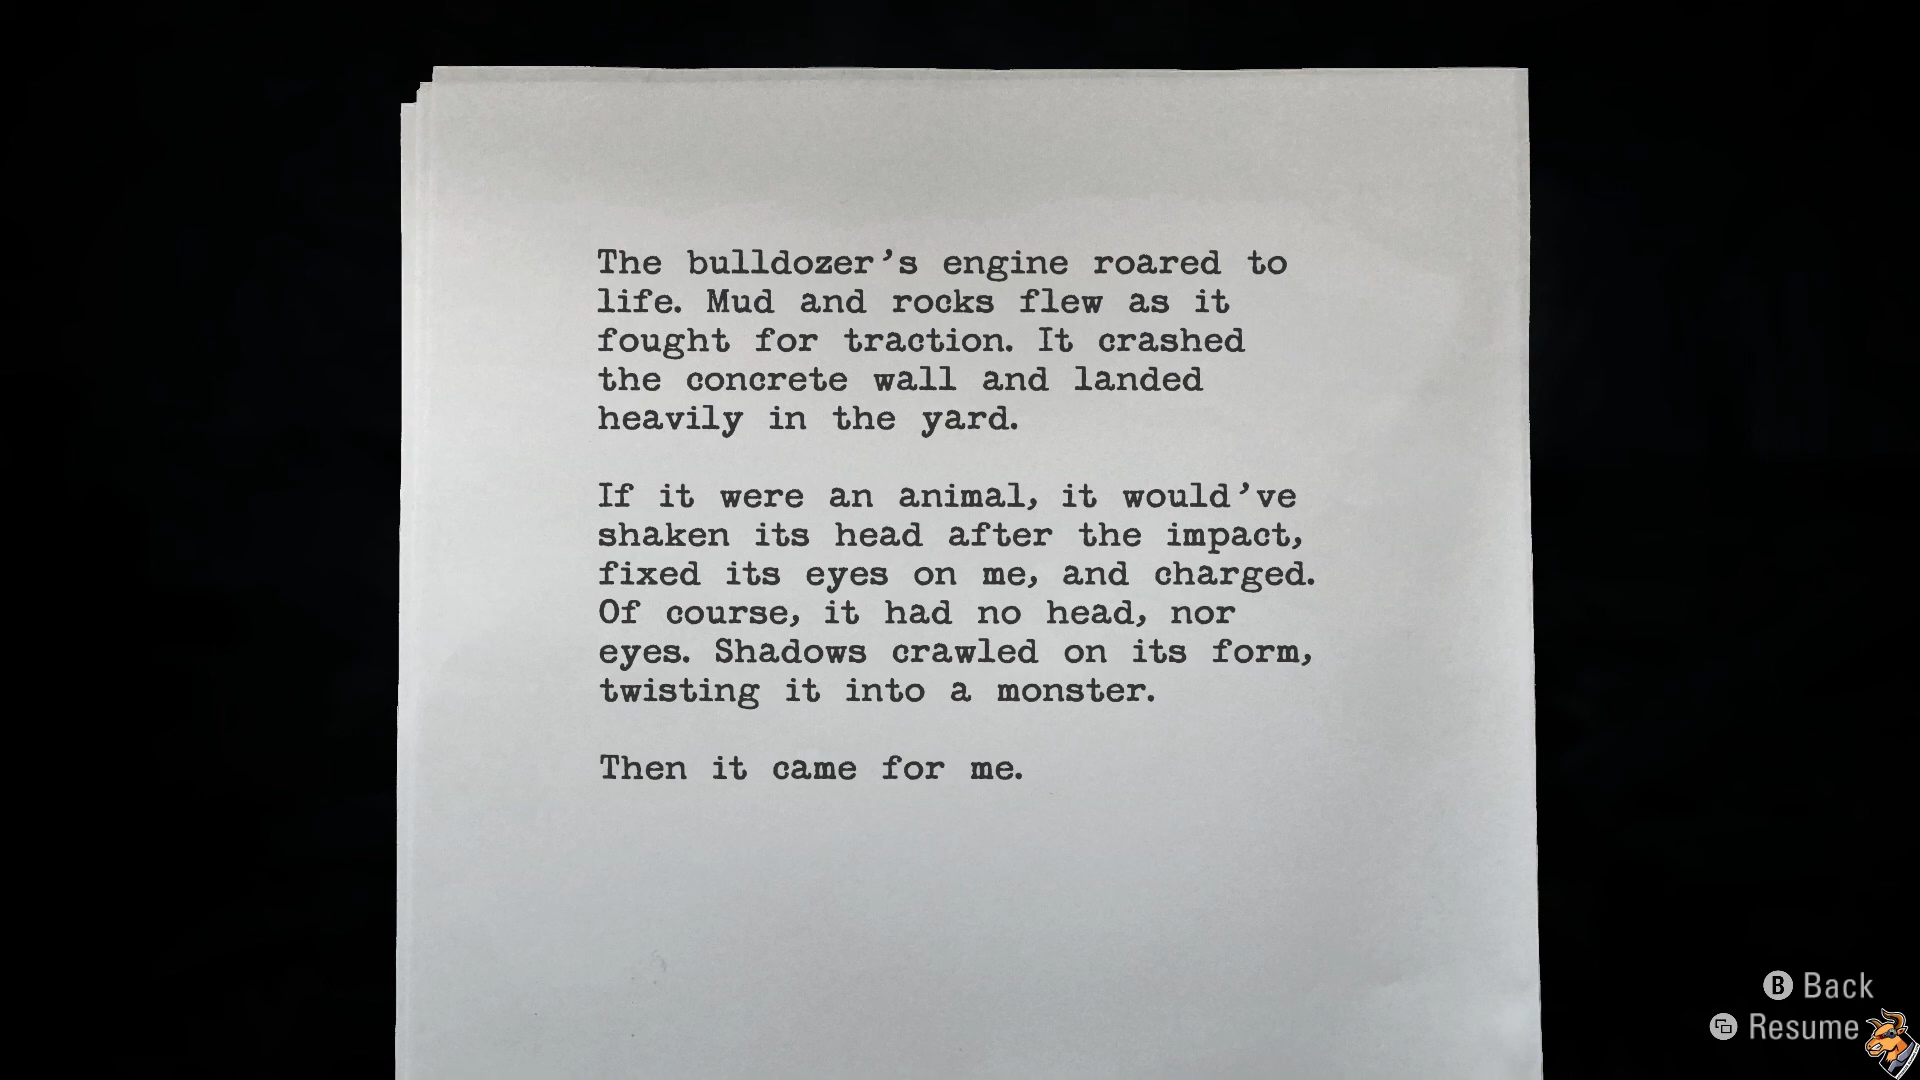 The bulldozer’s engine roared to
life. Mud and rocks flew as it
fought for traction. It crashed
the concrete wall and landed
heavily in the yard.
If it were an animal, it would’ve
shaken its head after the impact,
fixed its eyes on me, and charged.
Of course, it had no head, nor
eyes. Shadows crawled on its form,
twisting it into a monster.
Then it came for me.
B Back
Resume